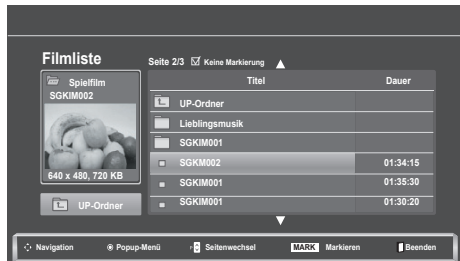 Filmliste
Seite 2/3 Keine Markierung
Spielfilm
SGKIM002
640 x 480, 720 KB
UP-Ordner
Titel Dauer
UP-Ordner
Lieblingsmusik
SGKIM001
SGKM002 01:34:15
SGKIM001 01:35:30
SGKIM001 01:30:20
Navigation Popup-Menü Seitenwechsel MARK Markieren Beenden